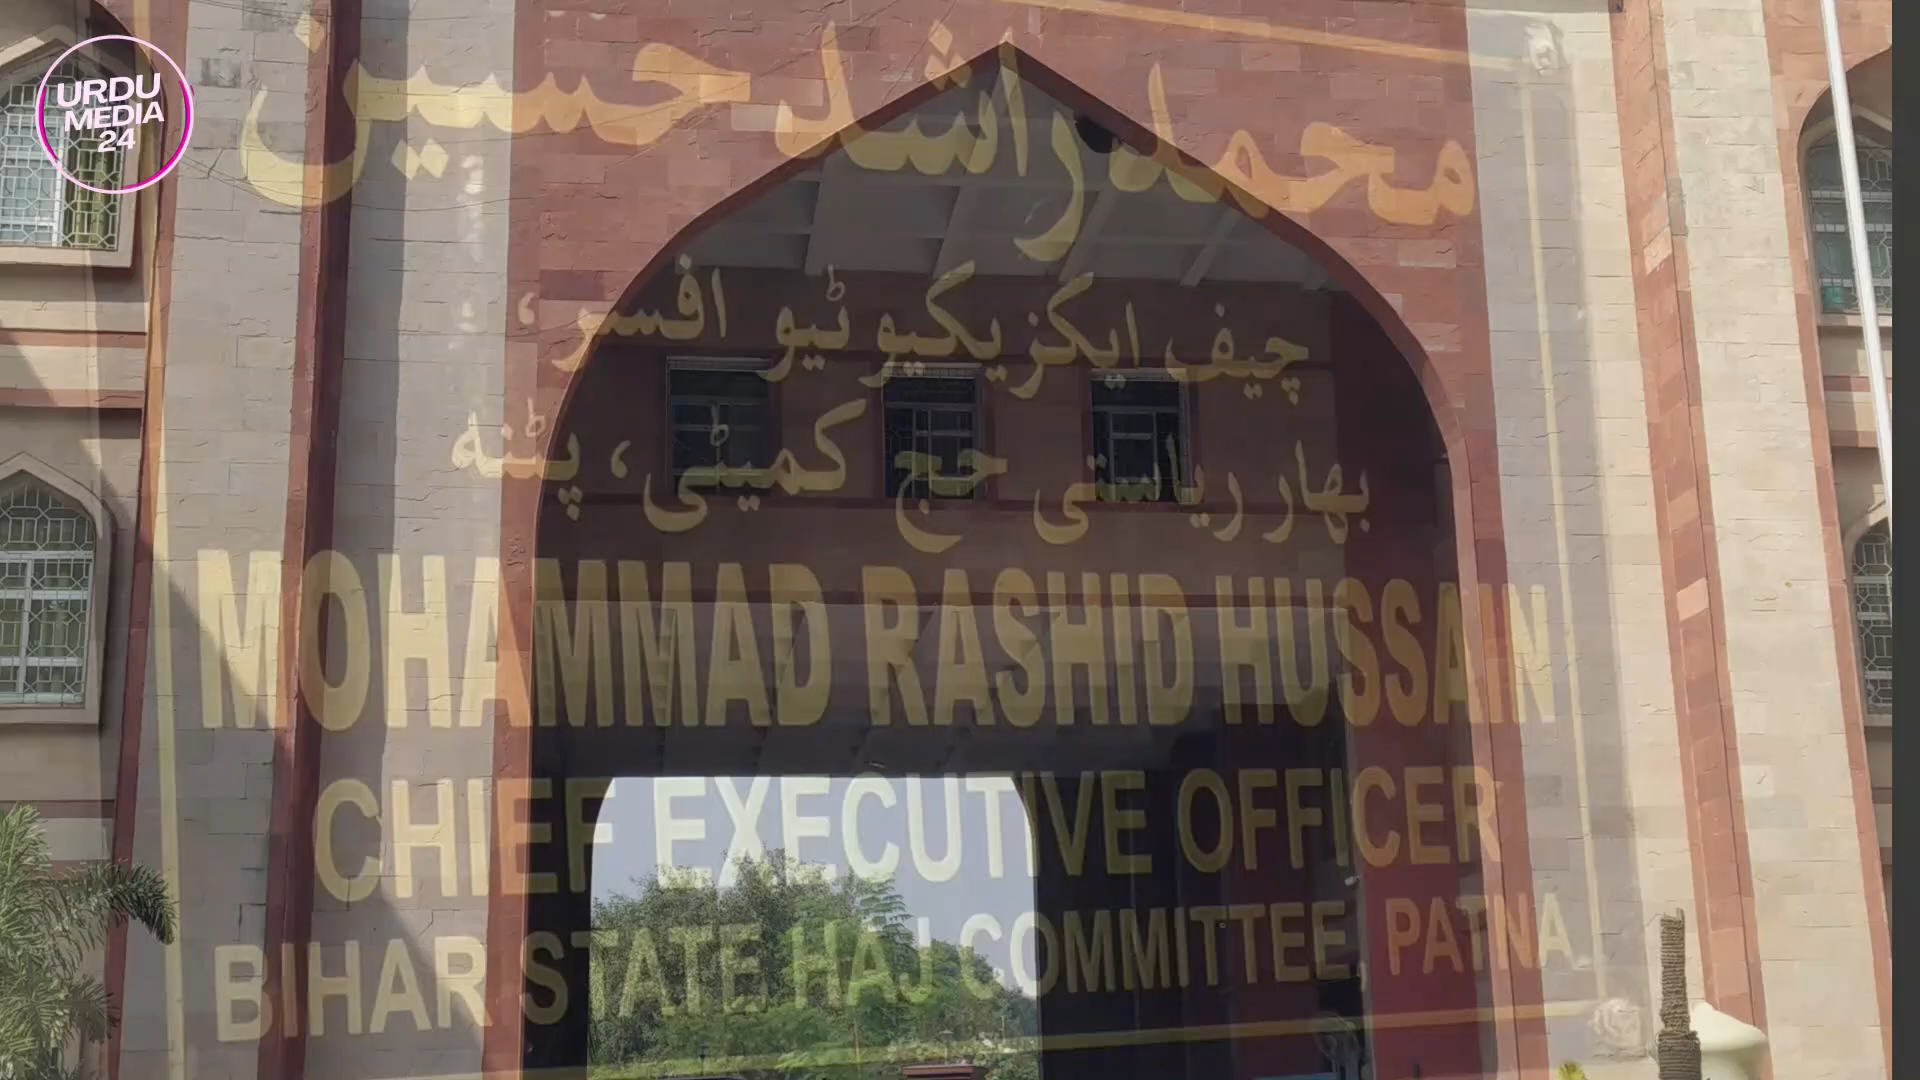 URDU
MEDIA
24
محمد راشد حسین
چیف ایکزیکیوٹیو افسر،
بہار ریاستی حج کمیٹی، پٹنہ
MOHAMMAD RASHID HUSSAIN
CHIEF EXECUTIVE OFFICER
BIHAR STATE HAJ COMMITTEE, PATNA